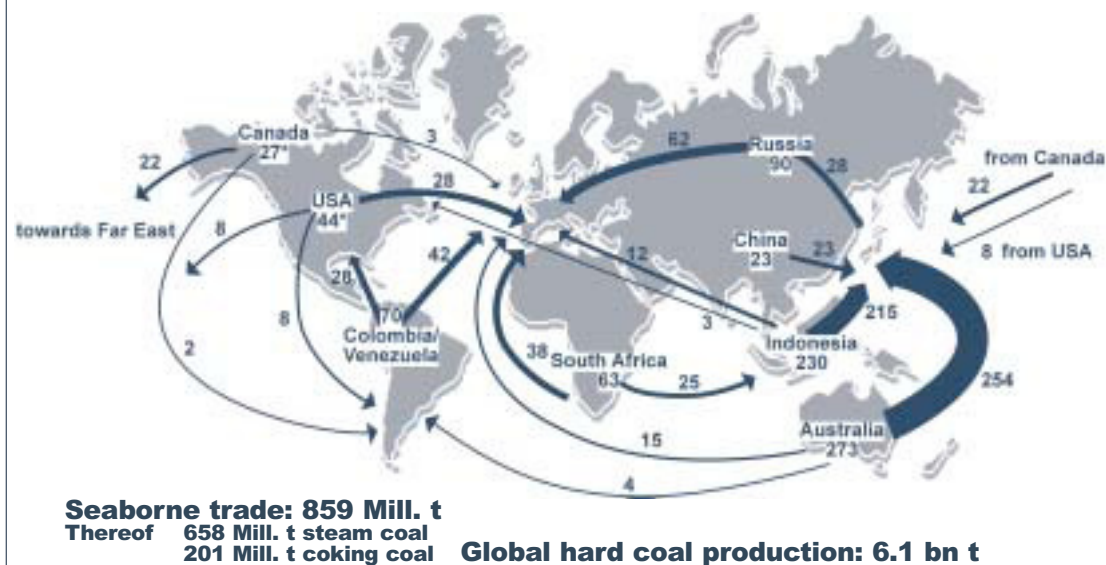 Canada
27*
3
22
towards Far East
USA
44*
28
8
8
2
28
42
70
Colombia/
Venezuela
62
Russia
90
28
from Canada
22
8 from USA
China
23
23
12
3
Indonesia
230
215
38
South Africa
63
25
15
4
Australia
273
254
Seaborne trade: 859 Mill. t
Thereof 658 Mill. t steam coal
201 Mill. t coking coal
Global hard coal production: 6.1 bn t